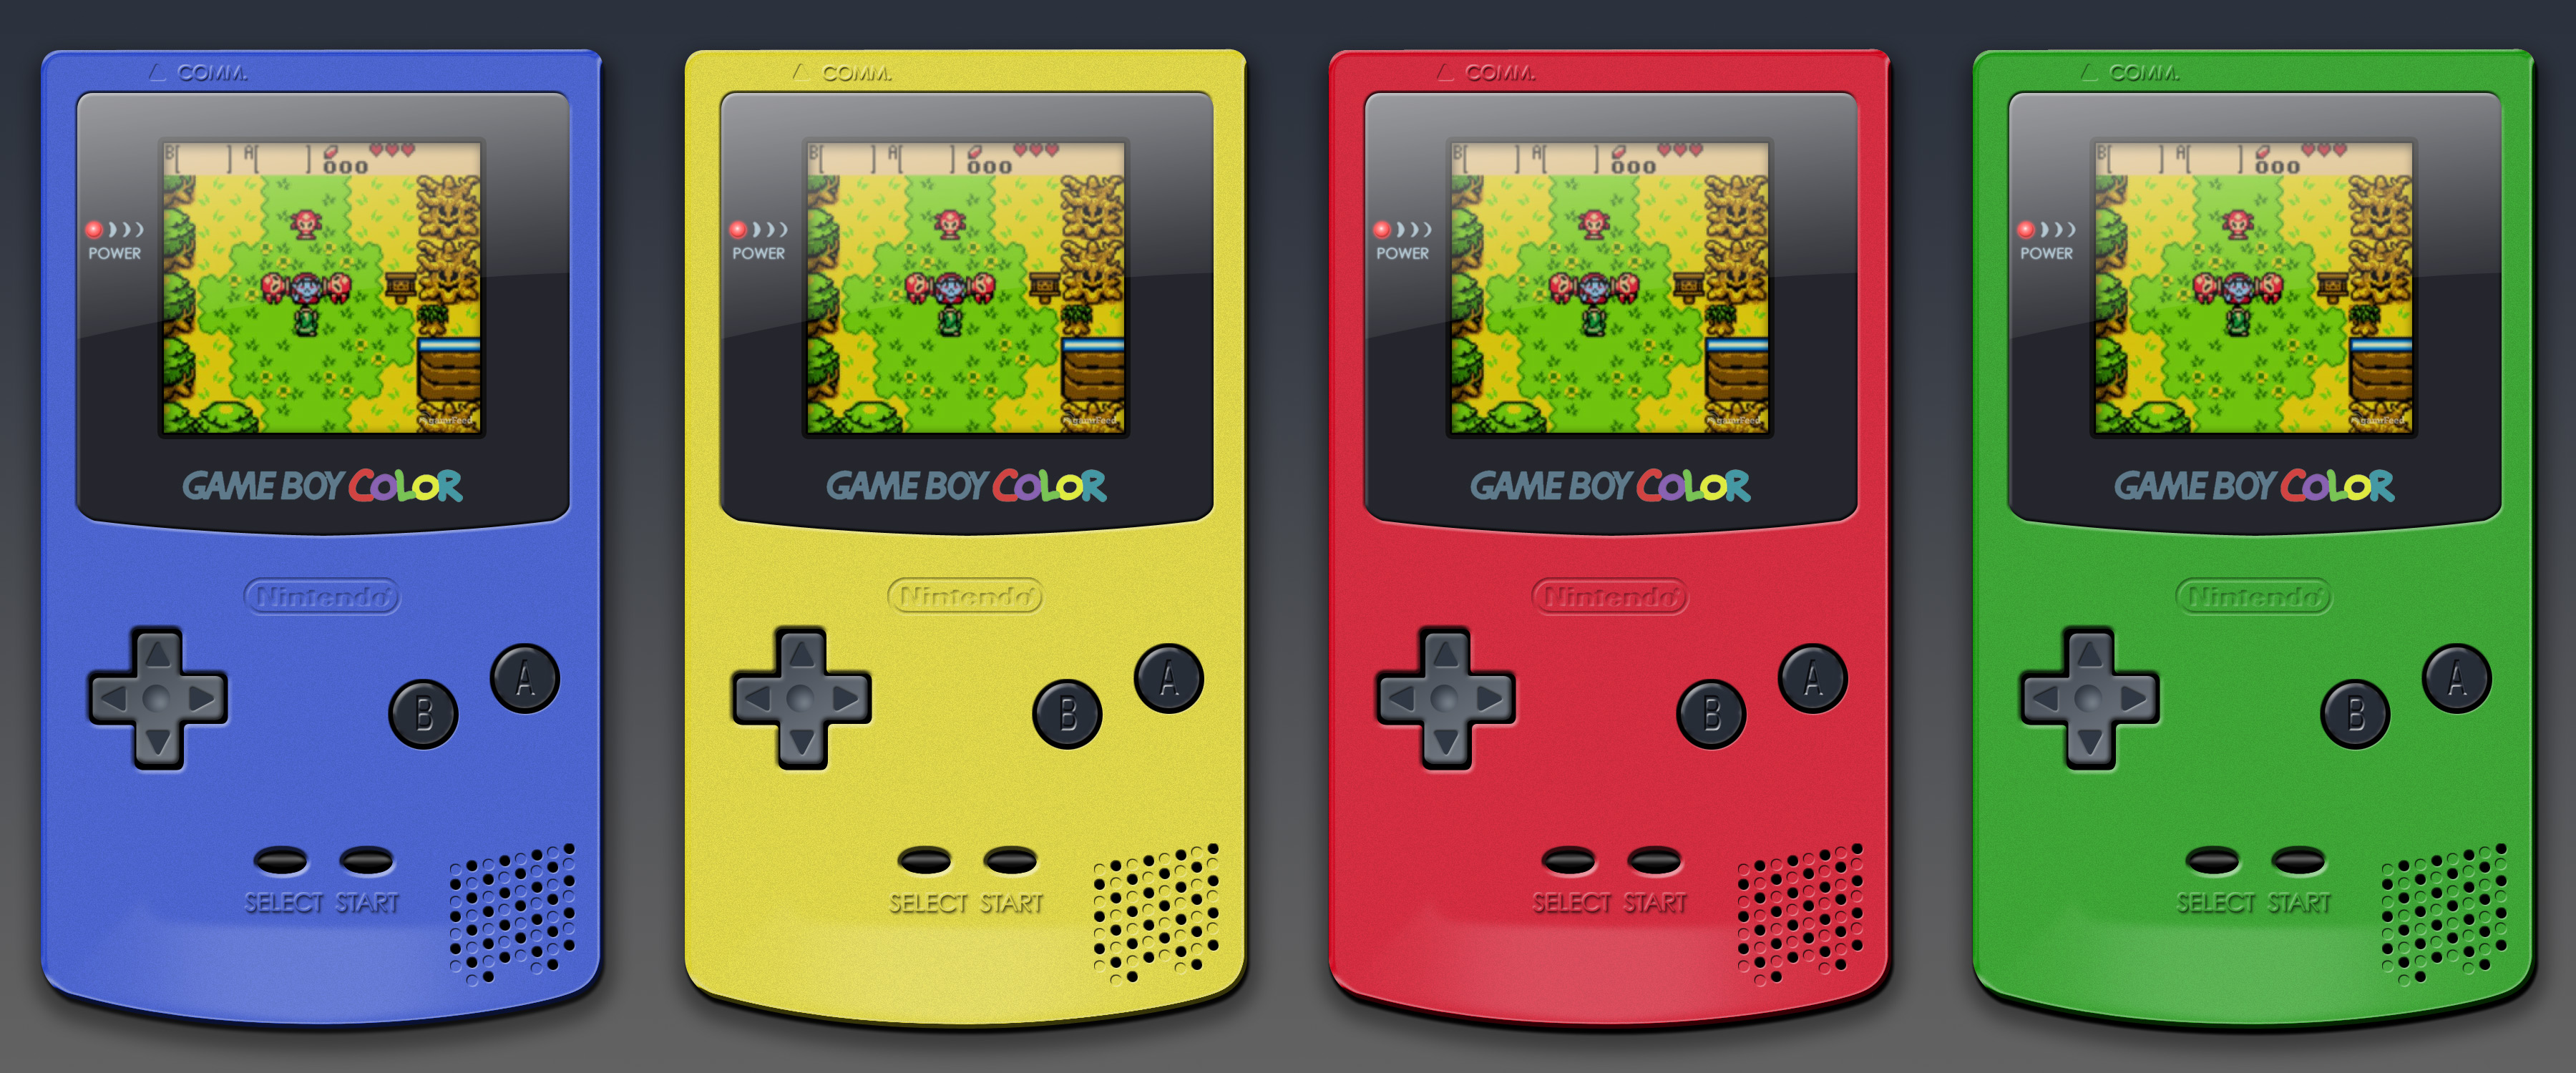 COMM.
B[ ] A[ ] 000
POWER
GAME BOY COLOR
Nintendo
A
B
SELECT START
COMM.
B[ ] A[ ] 000
POWER
GAME BOY COLOR
Nintendo
A
B
SELECT START
COMM.
B[ ] A[ ] 000
POWER
GAME BOY COLOR
Nintendo
A
B
SELECT START
COMM.
B[ ] A[ ] 000
POWER
GAME BOY COLOR
Nintendo
A
B
SELECT START